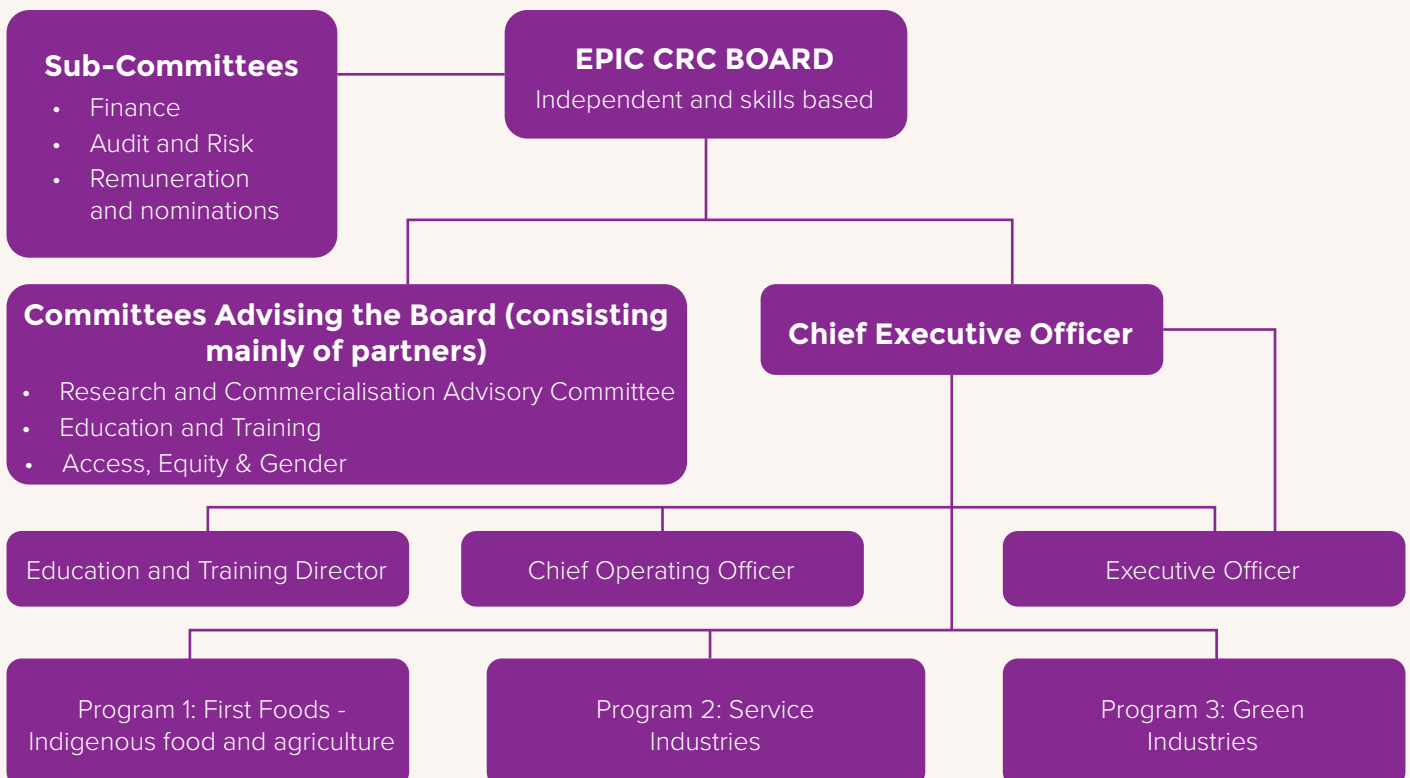 Sub-Committees
• Finance
• Audit and Risk
• Remuneration
and nominations
EPIC CRC BOARD
Independent and skills based
Committees Advising the Board (consisting
mainly of partners)
• Research and Commercialisation Advisory Committee
• Education and Training
• Access, Equity & Gender
Chief Executive Officer
Education and Training Director
Chief Operating Officer
Executive Officer
Program 1: First Foods -
Indigenous food and agriculture
Program 2: Service
Industries
Program 3: Green
Industries